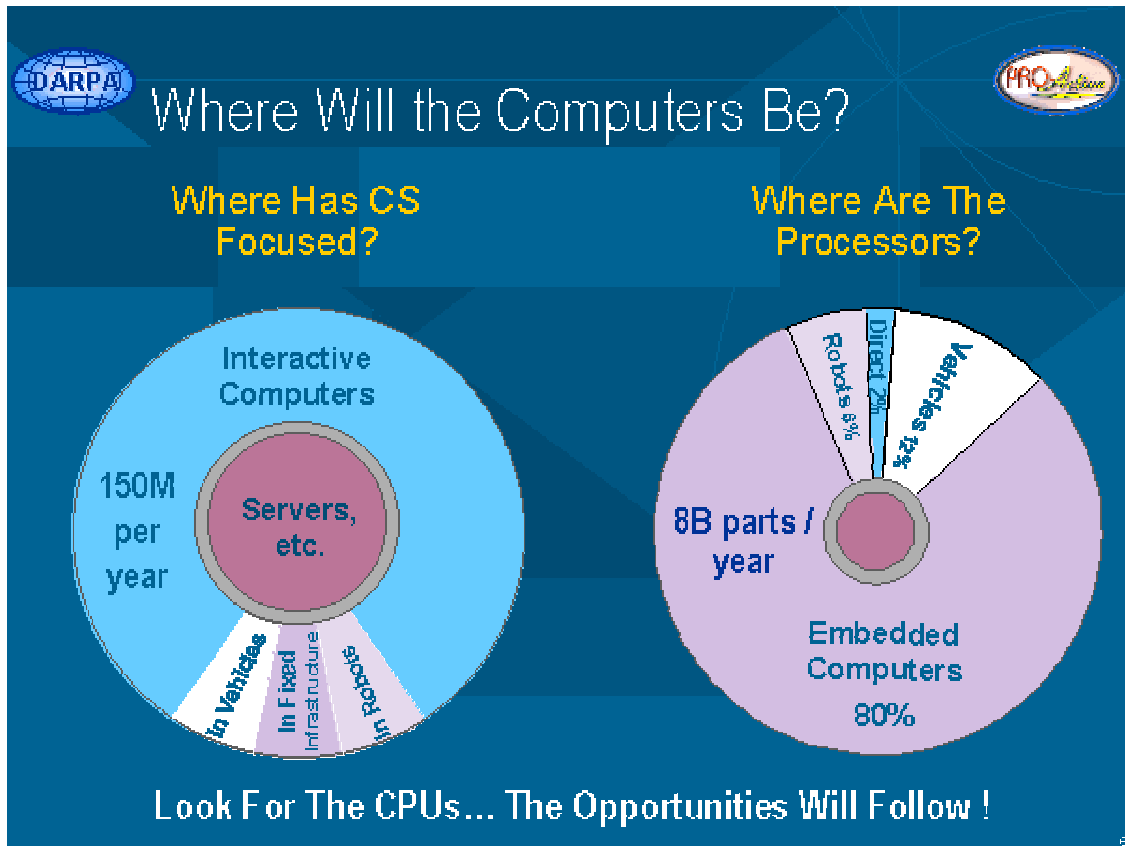 DARPA
PRO Action
Where Will the Computers Be?
Where Has CS
Focused?
Interactive
Computers
150M
per
year
Servers,
etc.
In Vehicles
In Fixed
Infrastructure
In Robots
Where Are The
Processors?
Robots 6%
Direct 2%
Vehicles 12%
8B parts /
year
Embedded
Computers
80%
Look For The CPUs... The Opportunities Will Follow !